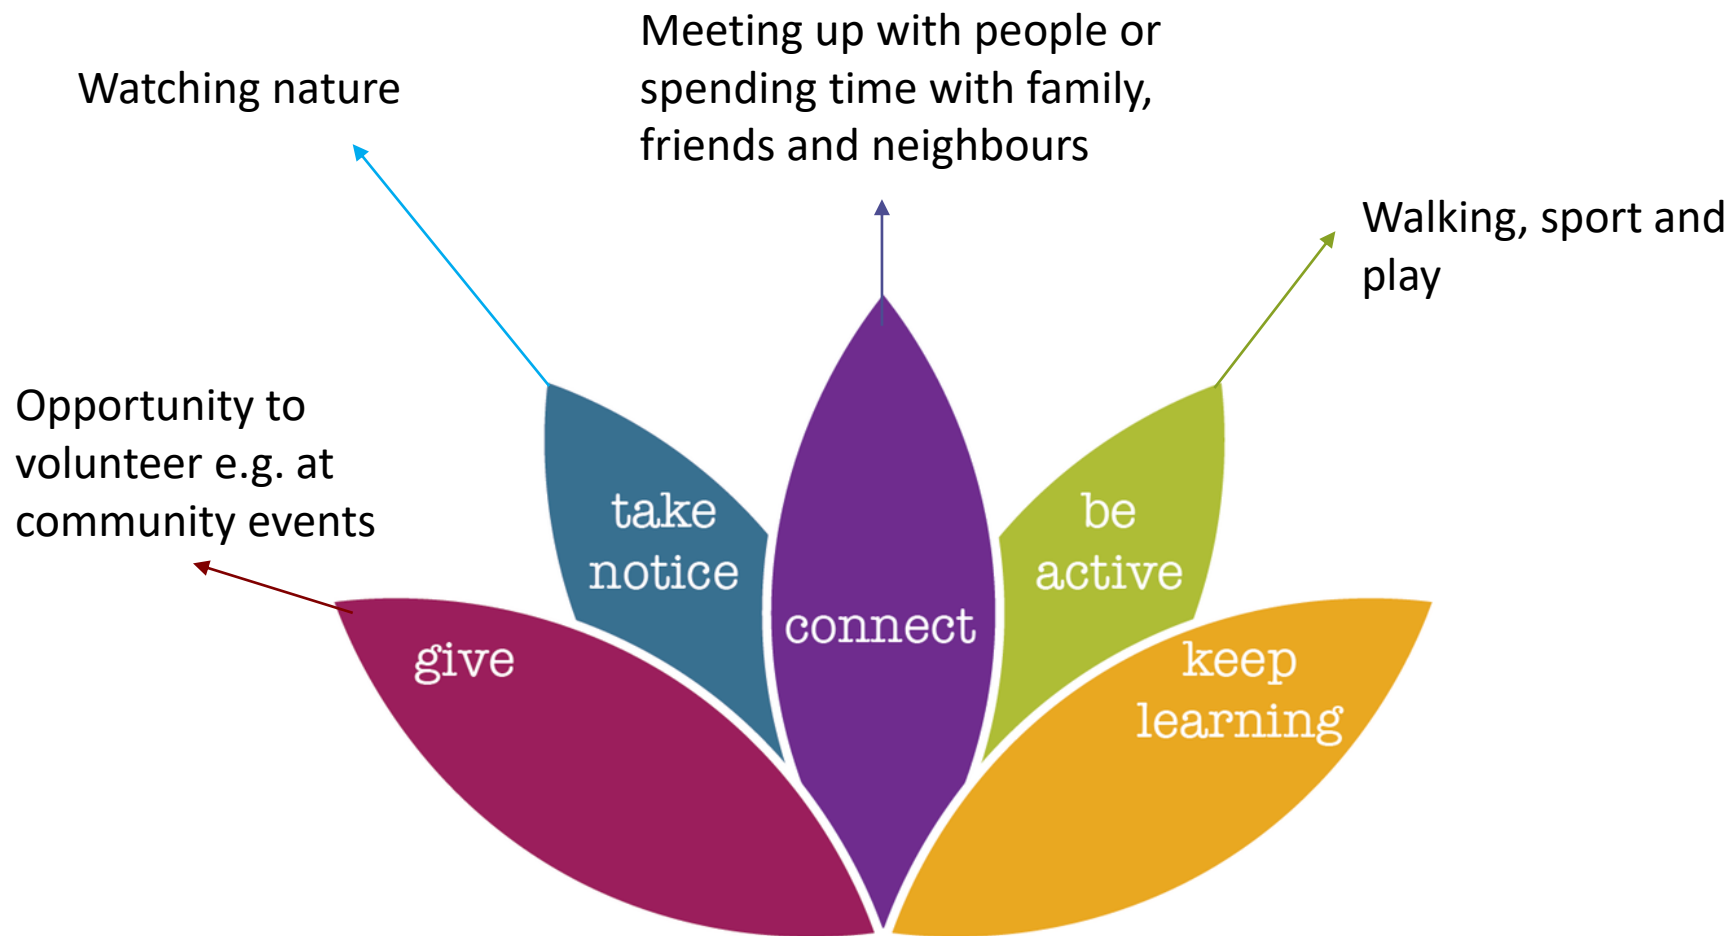 Meeting up with people or
spending time with family,
friends and neighbours
Watching nature
Walking, sport and
play
Opportunity to
volunteer e.g. at
community events
take
notice
be
active
connect
give
keep
learning